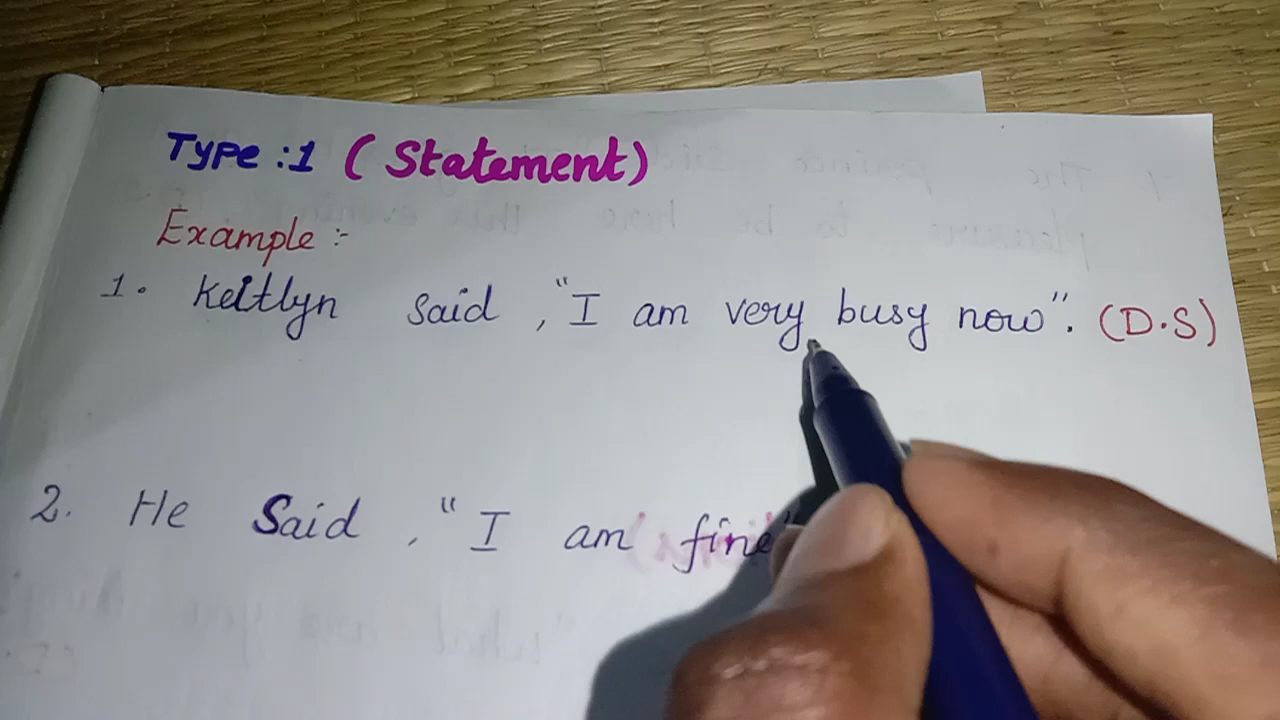 Type :1 (Statement)
Example :-
1. Keitlyn said , "I am very busy now". (D.S)
2. He Said , "I am fine"